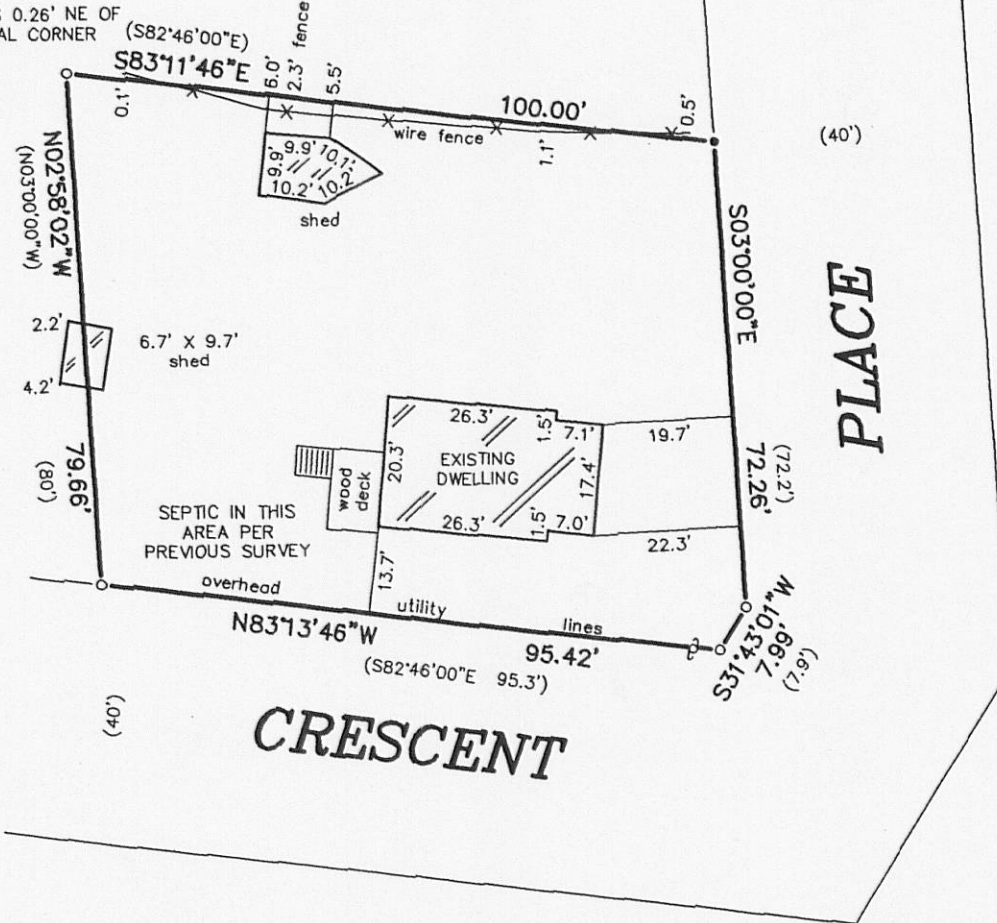 0.26' NE OF
AL CORNER
(S82°46'00"E)
S83°11'46"E
6.0'
2.3' fence
5.5'
0.1'
100.00'
wire fence
1.1'
0.5'
(40')
9.9'
10.1'
9.9'
10.2'
10.2'
shed
N02°58'02"W
(N03°00'00"W)
S03°00'00"E
PLACE
2.2'
6.7' X 9.7'
shed
4.2'
79.66'
(80')
26.3'
1.5'
7.1'
19.7'
20.3'
EXISTING
DWELLING
17.4'
72.26'
(72.2')
wood
deck
26.3'
1.5'
7.0'
22.3'
SEPTIC IN THIS
AREA PER
PREVIOUS SURVEY
13.7'
overhead
utility
lines
N83°13'46"W
95.42'
(S82°46'00"E 95.3')
S31°43'01"W
7.99'
(7.9')
(40')
CRESCENT